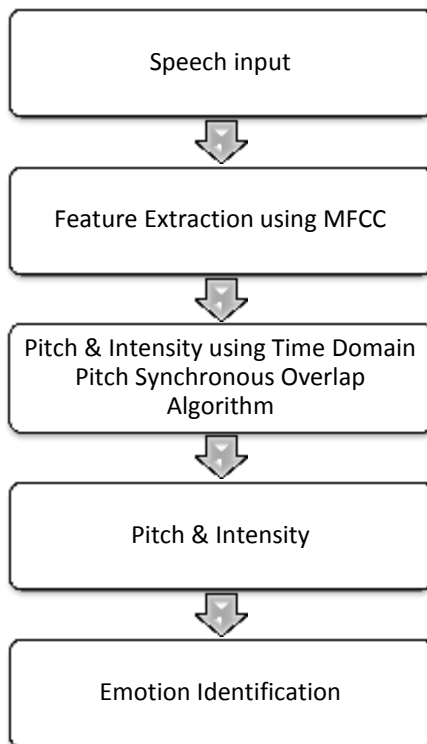 Speech input
Feature Extraction using MFCC
Pitch & Intensity using Time Domain
Pitch Synchronous Overlap
Algorithm
Pitch & Intensity
Emotion Identification